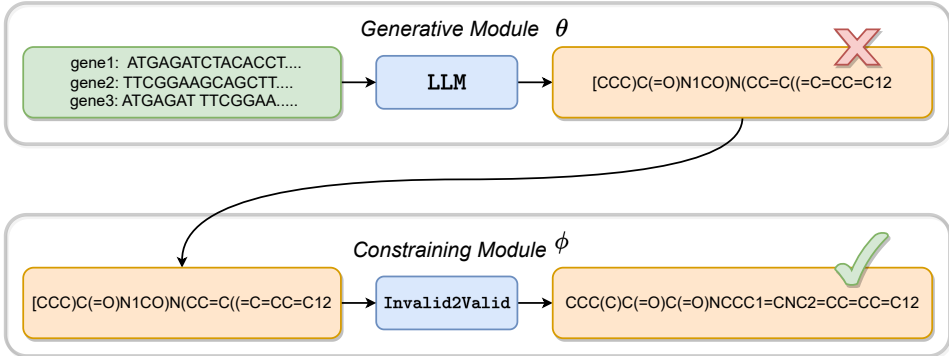 Generative Module θ
gene1: ATGAGATCTACACCT....
gene2: TTCGGAAGCAGCTT....
gene3: ATGAGAT TTCGGAA.....
LLM
[CCC)C(=O)N1CO)N(CC=C((=C=CC=C12
Constraining Module ϕ
[CCC)C(=O)N1CO)N(CC=C((=C=CC=C12
Invalid2Valid
CCC(C)C(=O)C(=O)NCCC1=CNC2=CC=CC=C12